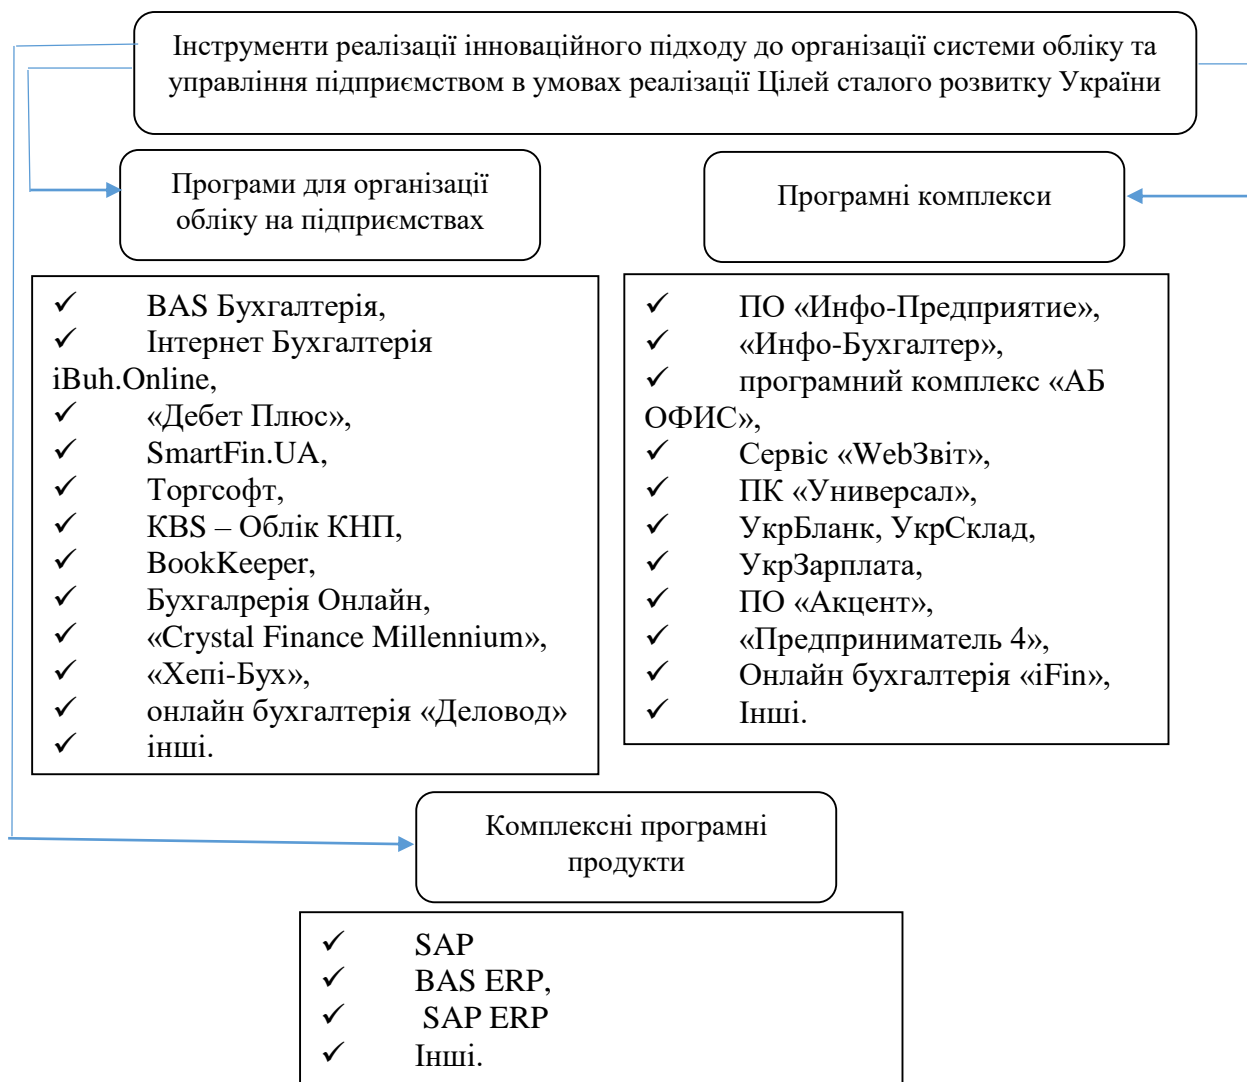 Інструменти реалізації інноваційного підходу до організації системи обліку та
управління підприємством в умовах реалізації Цілей сталого розвитку України
Програми для організації
обліку на підприємствах
✓ BAS Бухгалтерія,
✓ Інтернет Бухгалтерія
iBuh.Online,
✓ «Дебет Плюс»,
✓ SmartFin.UA,
✓ Торгсофт,
✓ KBS – Облік КНП,
✓ BookKeeper,
✓ Бухгалрерія Онлайн,
✓ «Crystal Finance Millennium»,
✓ «Хепі-Бух»,
✓ онлайн бухгалтерія «Деловод»
✓ інші.
Програмні комплекси
✓ ПО «Инфо-Предприятие»,
✓ «Инфо-Бухгалтер»,
✓ програмний комплекс «АБ
ОФИС»,
✓ Сервіс «WebЗвіт»,
✓ ПК «Универсал»,
✓ УкрБланк, УкрСклад,
✓ УкрЗарплата,
✓ ПО «Акцент»,
✓ «Предприниматель 4»,
✓ Онлайн бухгалтерія «iFin»,
✓ Інші.
Комплексні програмні
продукти
✓ SAP
✓ BAS ERP,
✓ SAP ERP
✓ Інші.